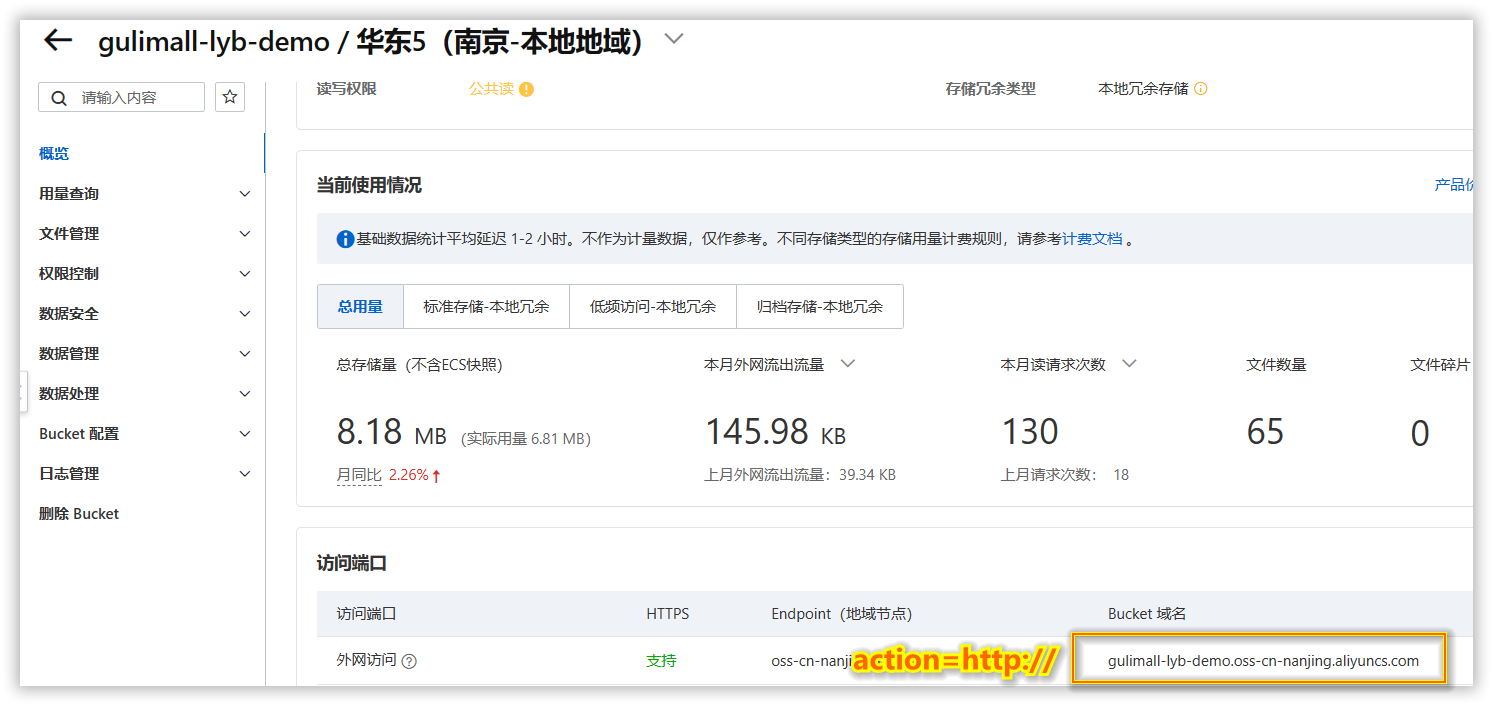 gulimall-lyb-demo / 华东5（南京-本地地域）
请输入内容
概览
用量查询
文件管理
权限控制
数据安全
数据管理
数据处理
Bucket 配置
日志管理
删除 Bucket
读写权限 公共读 存储冗余类型 本地冗余存储
当前使用情况 产品价
基础数据统计平均延迟 1-2 小时。不作为计量数据，仅作参考。不同存储类型的存储用量计费规则，请参考计费文档 。
总用量 标准存储-本地冗余 低频访问-本地冗余 归档存储-本地冗余
总存储量（不含ECS快照） 本月外网流出流量 本月读请求次数 文件数量 文件碎片
8.18 MB (实际用量 6.81 MB) 145.98 KB 130 65 0
月同比 2.26% 上月外网流出流量： 39.34 KB 上月请求次数： 18
访问端口
访问端口 HTTPS Endpoint（地域节点） Bucket 域名
外网访问 支持 oss-cn-nanji action=http:// gulimall-lyb-demo.oss-cn-nanjing.aliyuncs.com